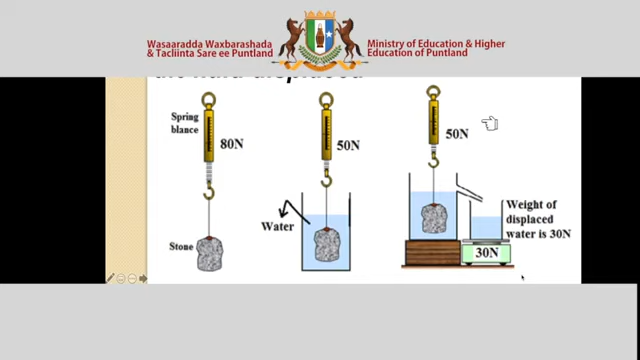 Wasaaradda Waxbarashada
& Tacliinta Sare ee Puntland
Ministry of Education & Higher
Education of Puntland
Spring
blance
80N
50N
50N
Water
Stone
Weight of
displaced
water is 30N
30N